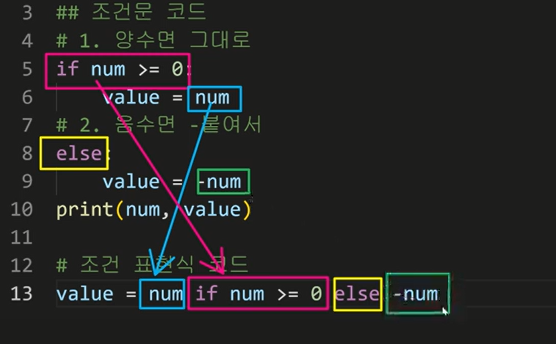 3 ## 조건문 코드
4 # 1. 양수면 그대로
5 if num >= 0:
6 value = num
7 # 2. 음수면 -붙여서
8 else:
9 value = -num
10 print(num, value)
11
12 # 조건 표현식 코드
13 value = num if num >= 0 else -num